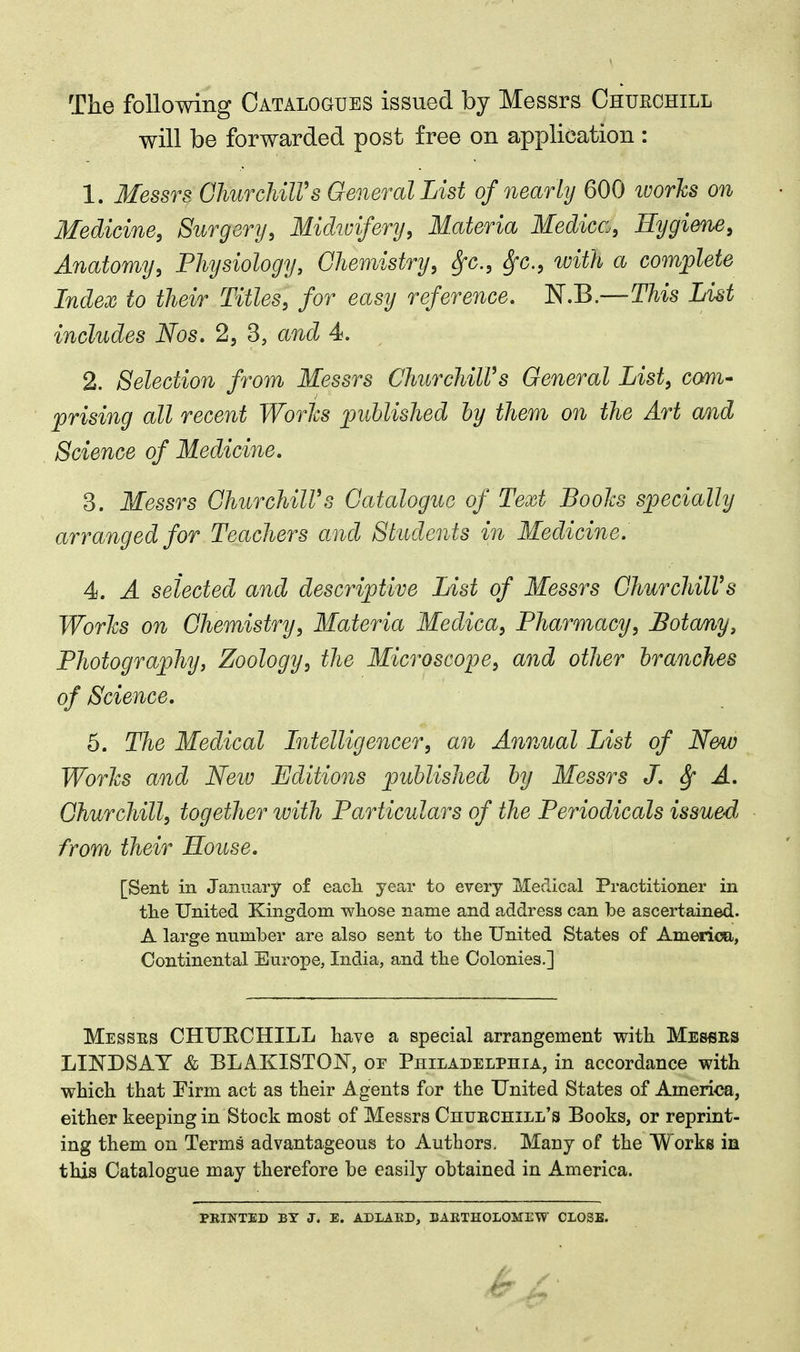 The following Catalogues issued by Messrs Churchill
will be forwarded post free on application :
1. Messrs Churchill's General List of nearly 600 works on
Medicine, Surgery, Midwifery, Materia Medica, Hygiene,
Anatomy, Physiology, Chemistry, &c., &c., with a complete
Index to their Titles, for easy reference. N.B.—This List
includes Nos. 2, 3, and 4.
2. Selection from Messrs Churchill's General List, com-
prising all recent Works published by them on the Art and
Science of Medicine.
3. Messrs Churchill's Catalogue of Text Books specially
arranged for Teachers and Students in Medicine.
4. A selected and descriptive List of Messrs Churchill's
Works on Chemistry, Materia Medica, Pharmacy, Botany,
Photography, Zoology, the Microscope, and other branches
of Science.
5. The Medical Intelligencer, an Annual List of New
Works and New Editions published by Messrs J. & A.
Churchill, together with Particulars of the Periodicals issued
from their House.
[Sent in January of each year to every Medical Practitioner in
the United Kingdom whose name and address can be ascertained.
A large number are also sent to the United States of America,
Continental Europe, India, and the Colonies.]
Messrs CHURCHILL have a special arrangement with Messrs
LINDSAY & BLAKISTON, of Philadelphia, in accordance with
which that Firm act as their Agents for the United States of America,
either keeping in Stock most of Messrs Churchill's Books, or reprint-
ing them on Terms advantageous to Authors. Many of the Works in
this Catalogue may therefore be easily obtained in America.
PRINTED BY J. E. ADLARD, BARTHOLOMEW CLOSE.